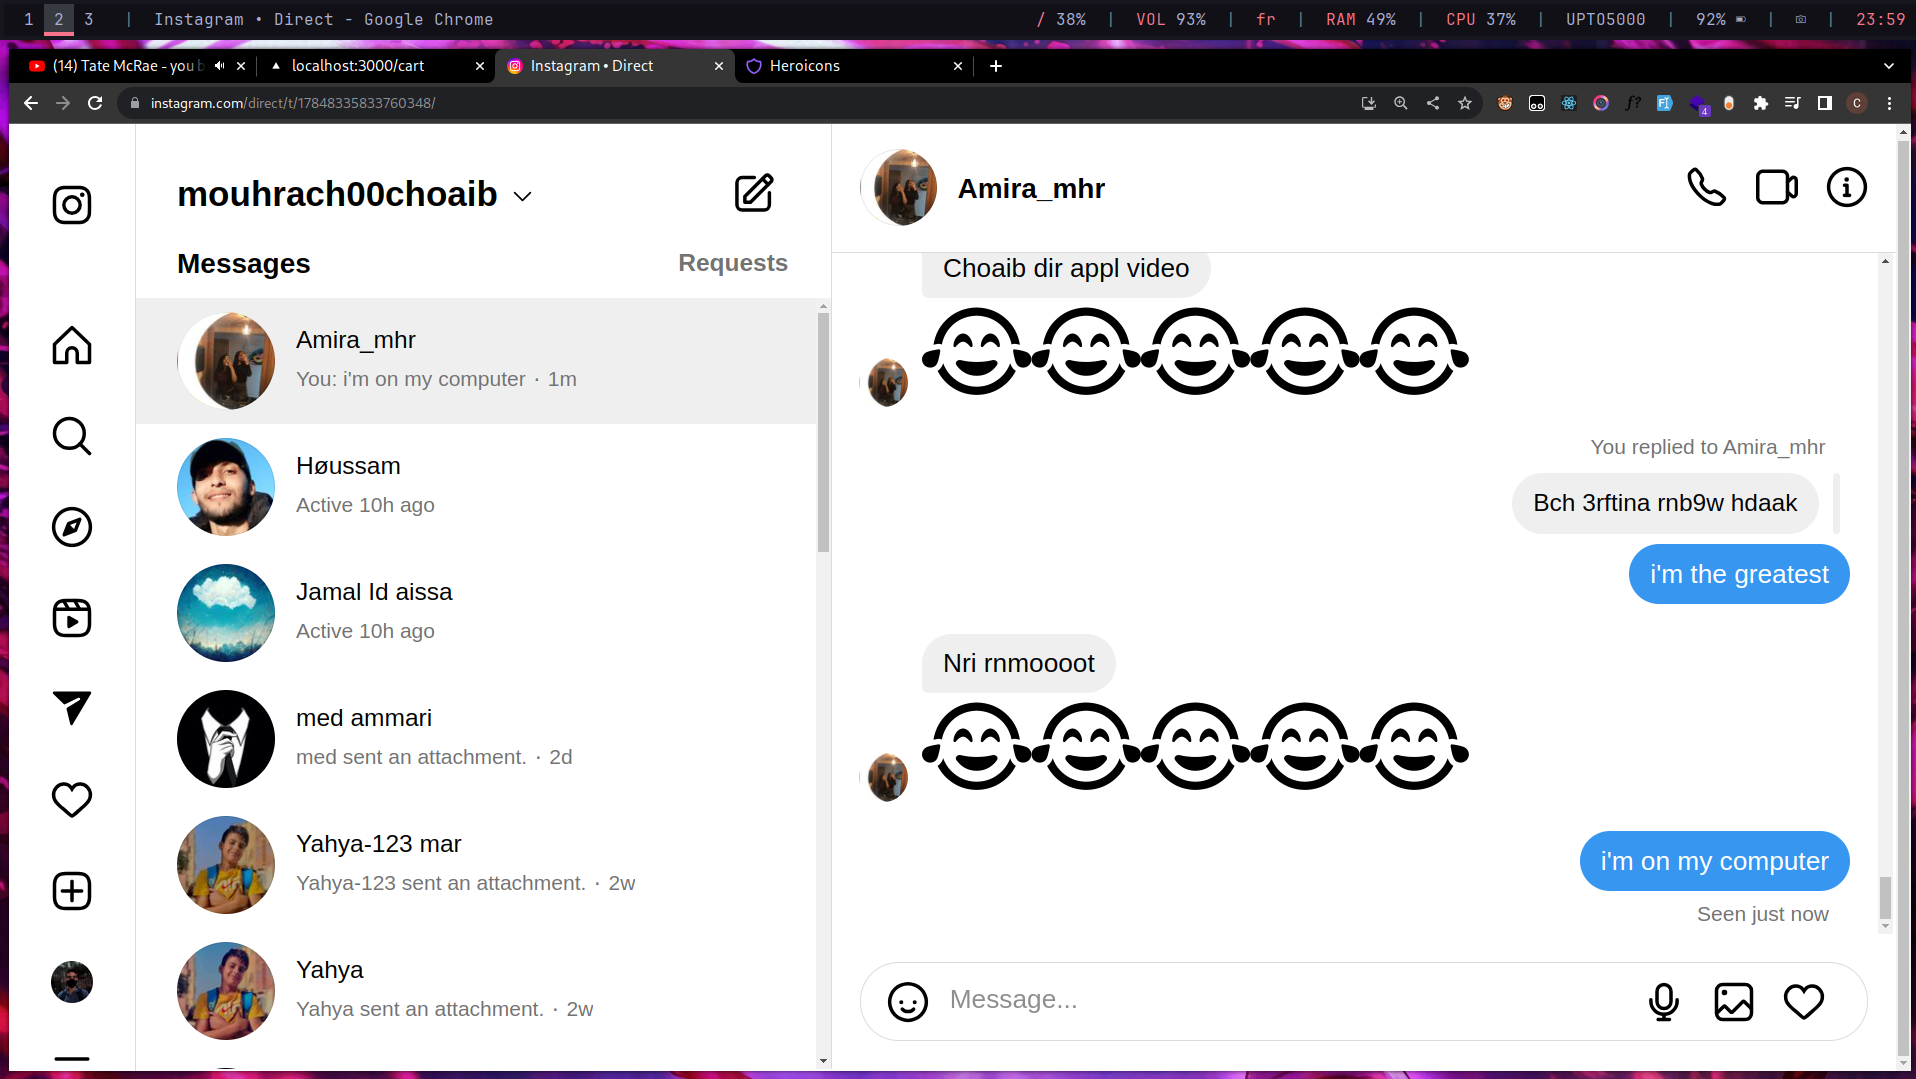 1 2 3 | Instagram • Direct - Google Chrome / 38% | VOL 93% | fr | RAM 49% | CPU 37% | UPTO5000 | 92% | | 23:59
(14) Tate McRae - you b localhost:3000/cart Instagram • Direct Heroicons
instagram.com/direct/t/17848335833760348/
f?
4
C
mouhrach00choaib
Messages Requests
Amira_mhr
You: i'm on my computer · 1m
Høussam
Active 10h ago
Jamal Id aissa
Active 10h ago
med ammari
med sent an attachment. · 2d
Yahya-123 mar
Yahya-123 sent an attachment. · 2w
Yahya
Yahya sent an attachment. · 2w
Amira_mhr
Choaib dir appl video
😂😂😂😂😂
You replied to Amira_mhr
Bch 3rftina rnb9w hdaak
i'm the greatest
Nri rnmoooot
😂😂😂😂😂
i'm on my computer
Seen just now
Message...